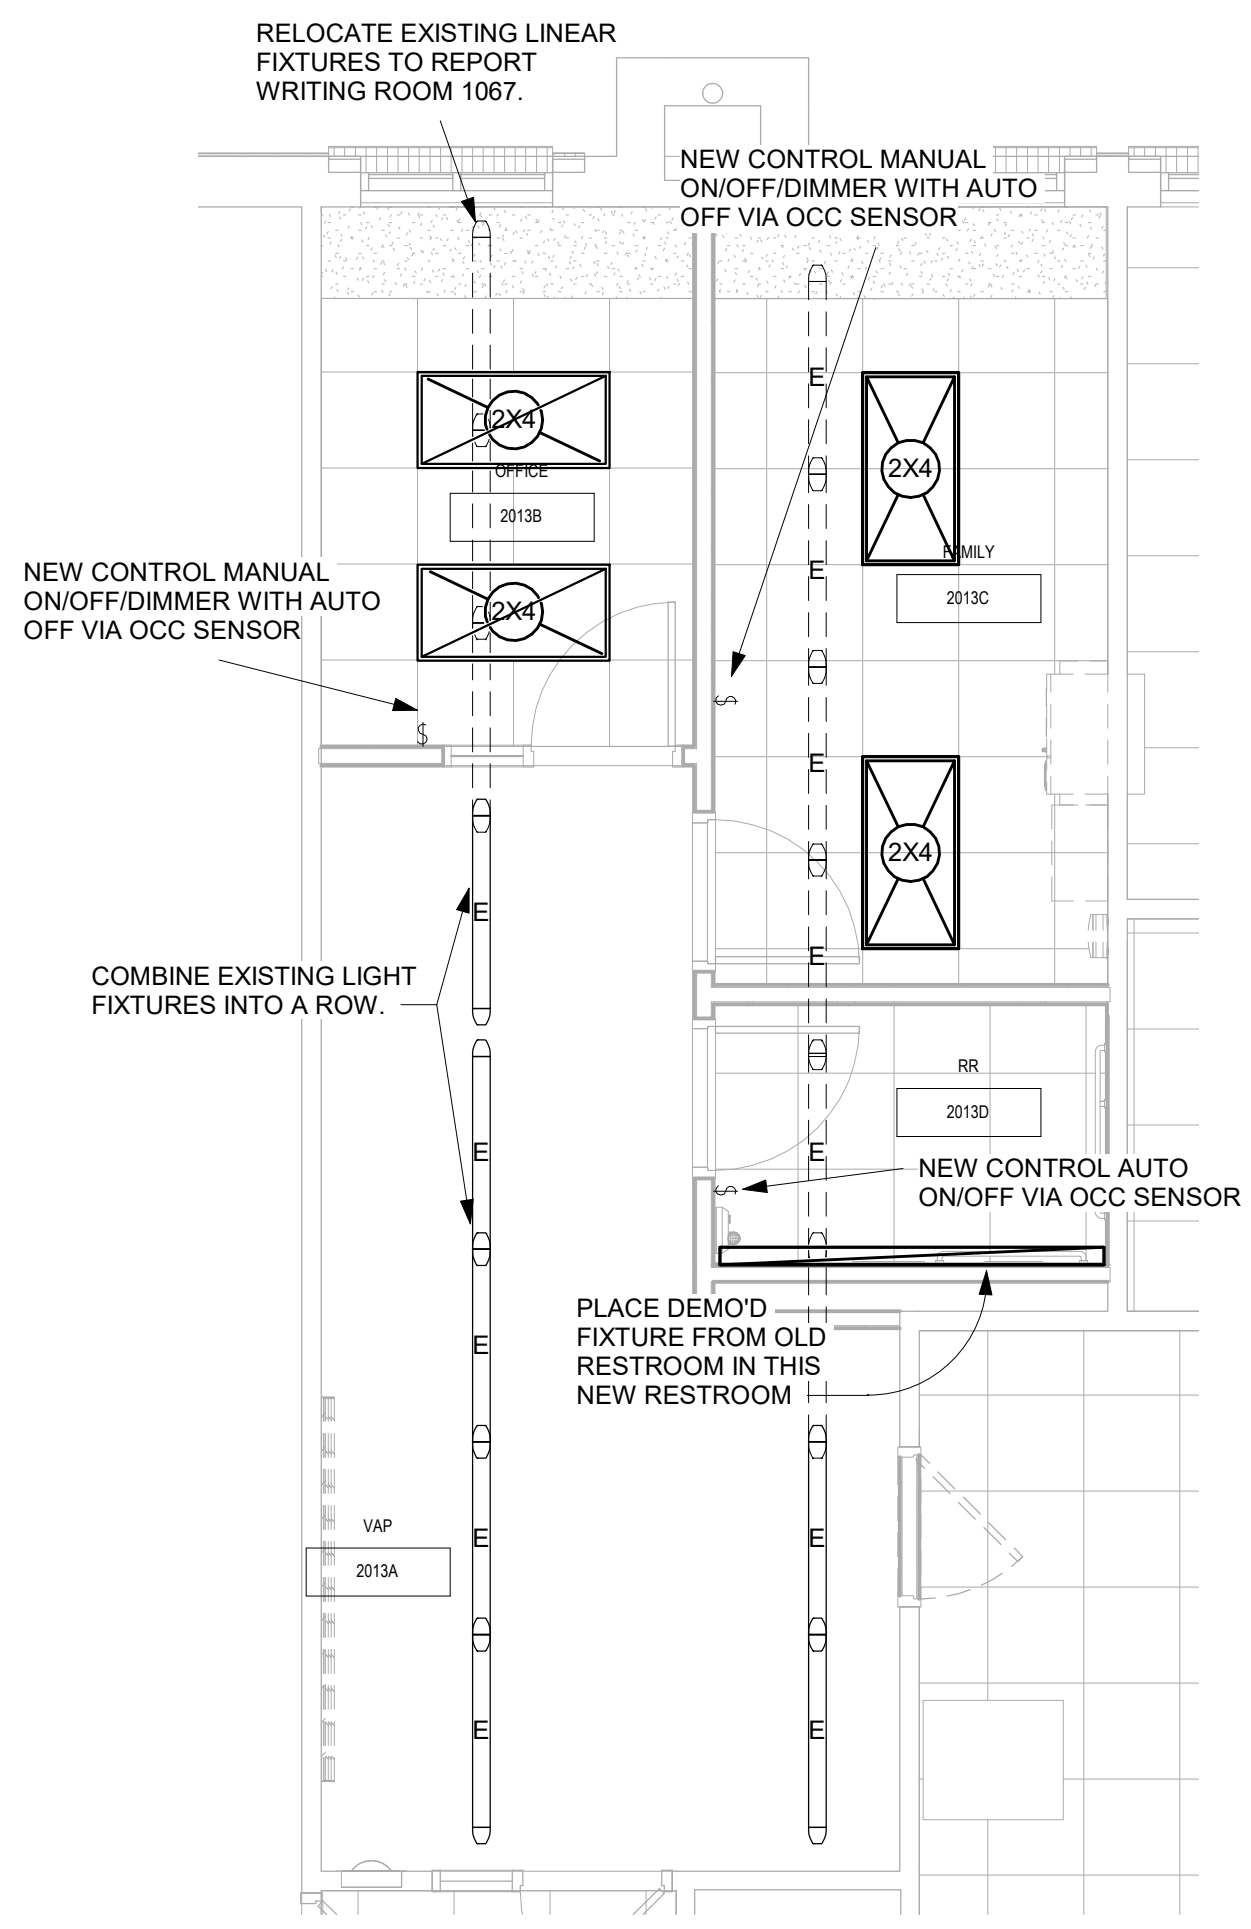 RELOCATE EXISTING LINEAR
FIXTURES TO REPORT
WRITING ROOM 1067.
NEW CONTROL MANUAL
ON/OFF/DIMMER WITH AUTO
OFF VIA OCC SENSOR
E
2X4
2X4
OFFICE
2013B
E
FAMILY
2013C
NEW CONTROL MANUAL
ON/OFF/DIMMER WITH AUTO
OFF VIA OCC SENSOR
2X4
$
$
E
2X4
E
E
COMBINE EXISTING LIGHT
FIXTURES INTO A ROW.
RR
2013D
E
E
NEW CONTROL AUTO
ON/OFF VIA OCC SENSOR
$
PLACE DEMO'D
FIXTURE FROM OLD
RESTROOM IN THIS
NEW RESTROOM
E
VAP
2013A
E
E
E
E